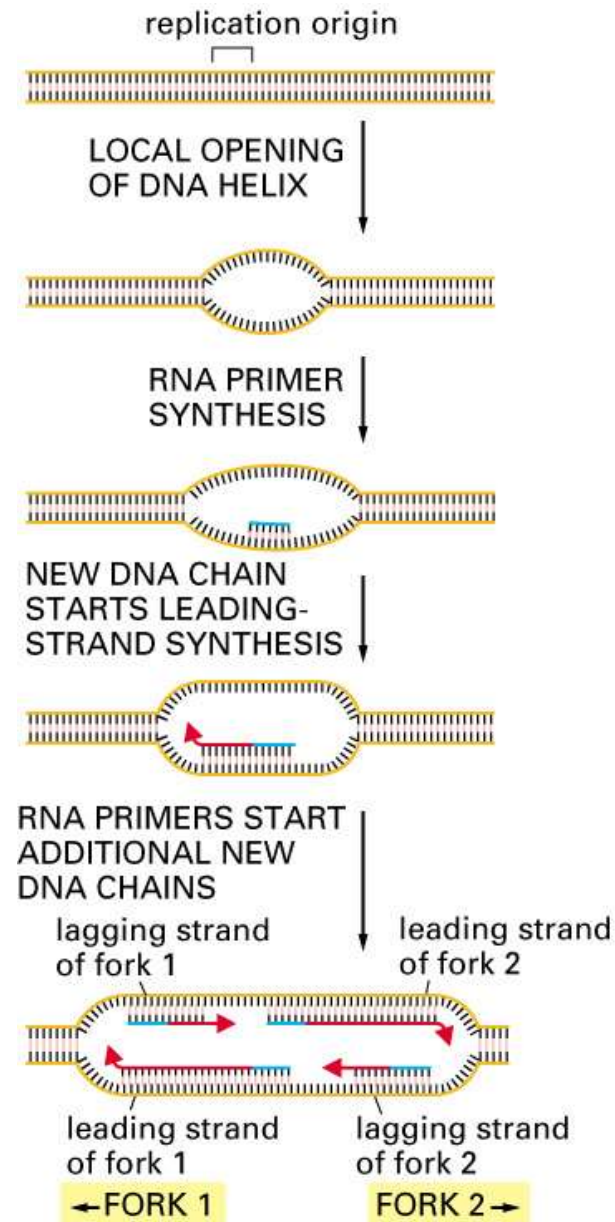 replication origin
LOCAL OPENING
OF DNA HELIX
RNA PRIMER
SYNTHESIS
NEW DNA CHAIN
STARTS LEADING-
STRAND SYNTHESIS
RNA PRIMERS START
ADDITIONAL NEW
DNA CHAINS
lagging strand
of fork 1
leading strand
of fork 2
leading strand
of fork 1
lagging strand
of fork 2
←FORK 1
FORK 2→